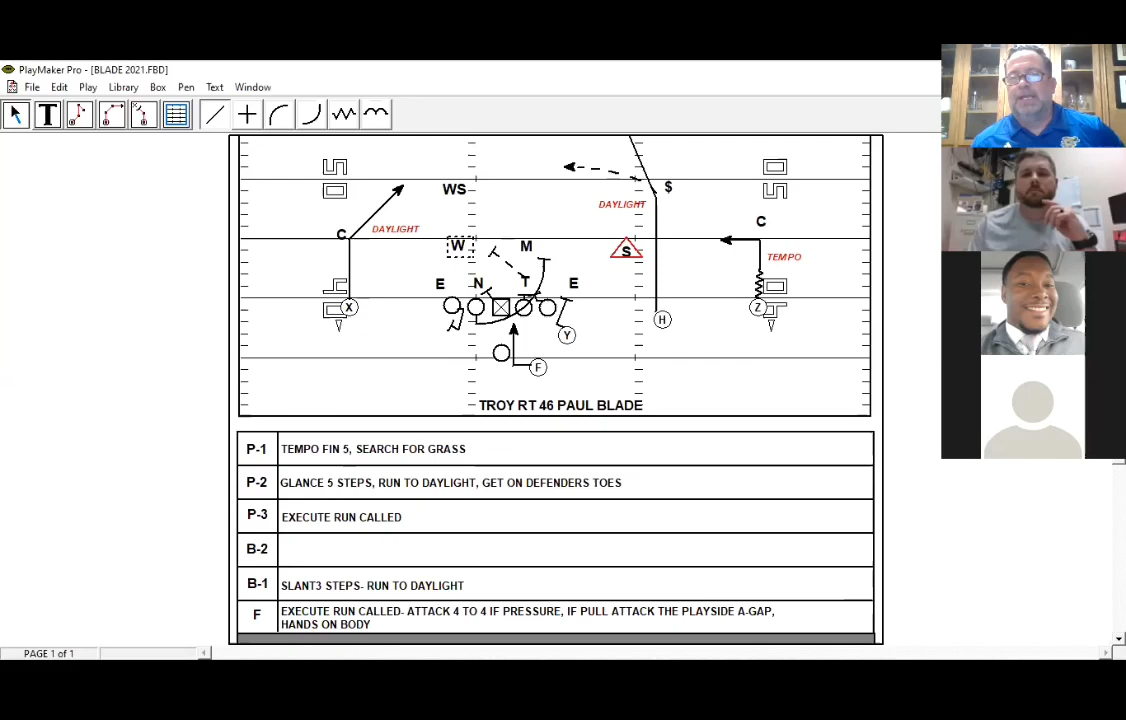 PlayMaker Pro - [BLADE 2021.FBD]
File Edit Play Library Box Pen Text Window
T
WS
$
DAYLIGHT
C
C
DAYLIGHT
W
M
S
TEMPO
E
N
T
E
X
Z
H
Y
F
TROY RT 46 PAUL BLADE
P-1 TEMPO FIN 5, SEARCH FOR GRASS
P-2 GLANCE 5 STEPS, RUN TO DAYLIGHT, GET ON DEFENDERS TOES
P-3 EXECUTE RUN CALLED
B-2
B-1 SLANT3 STEPS- RUN TO DAYLIGHT
F EXECUTE RUN CALLED- ATTACK 4 TO 4 IF PRESSURE, IF PULL ATTACK THE PLAYSIDE A-GAP,
HANDS ON BODY
PAGE 1 of 1